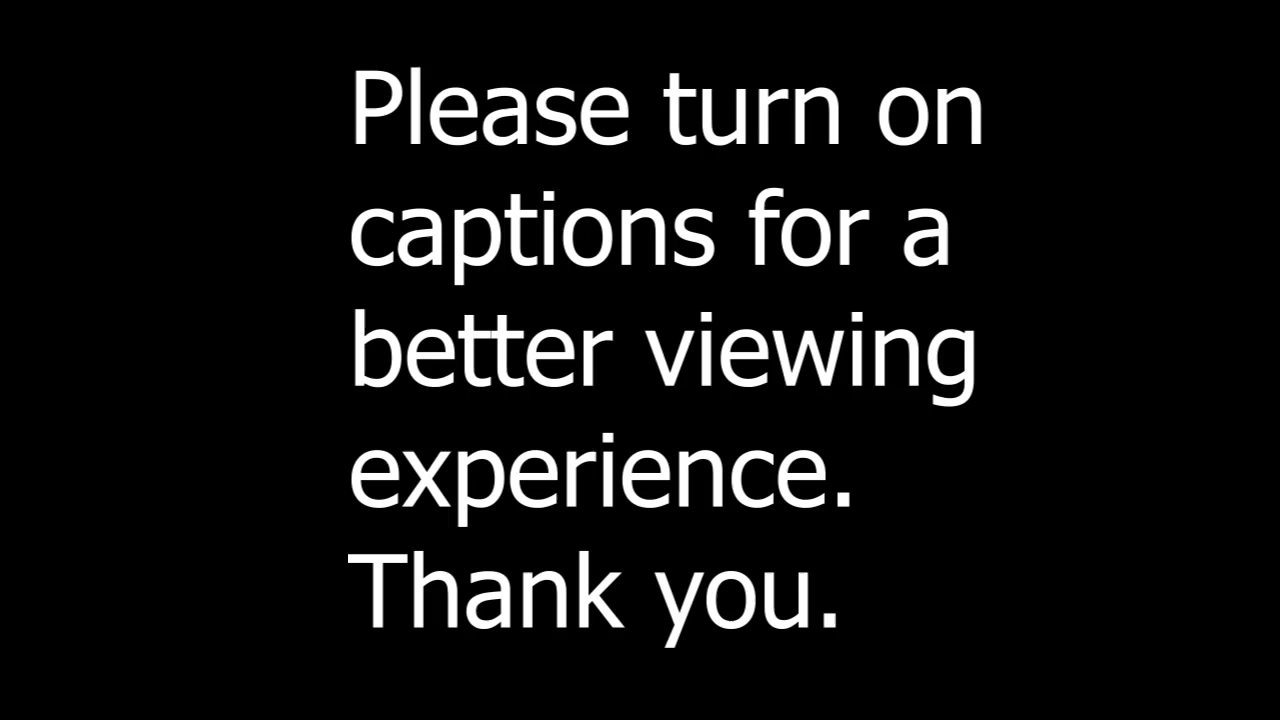 Please turn on
captions for a
better viewing
experience.
Thank you.